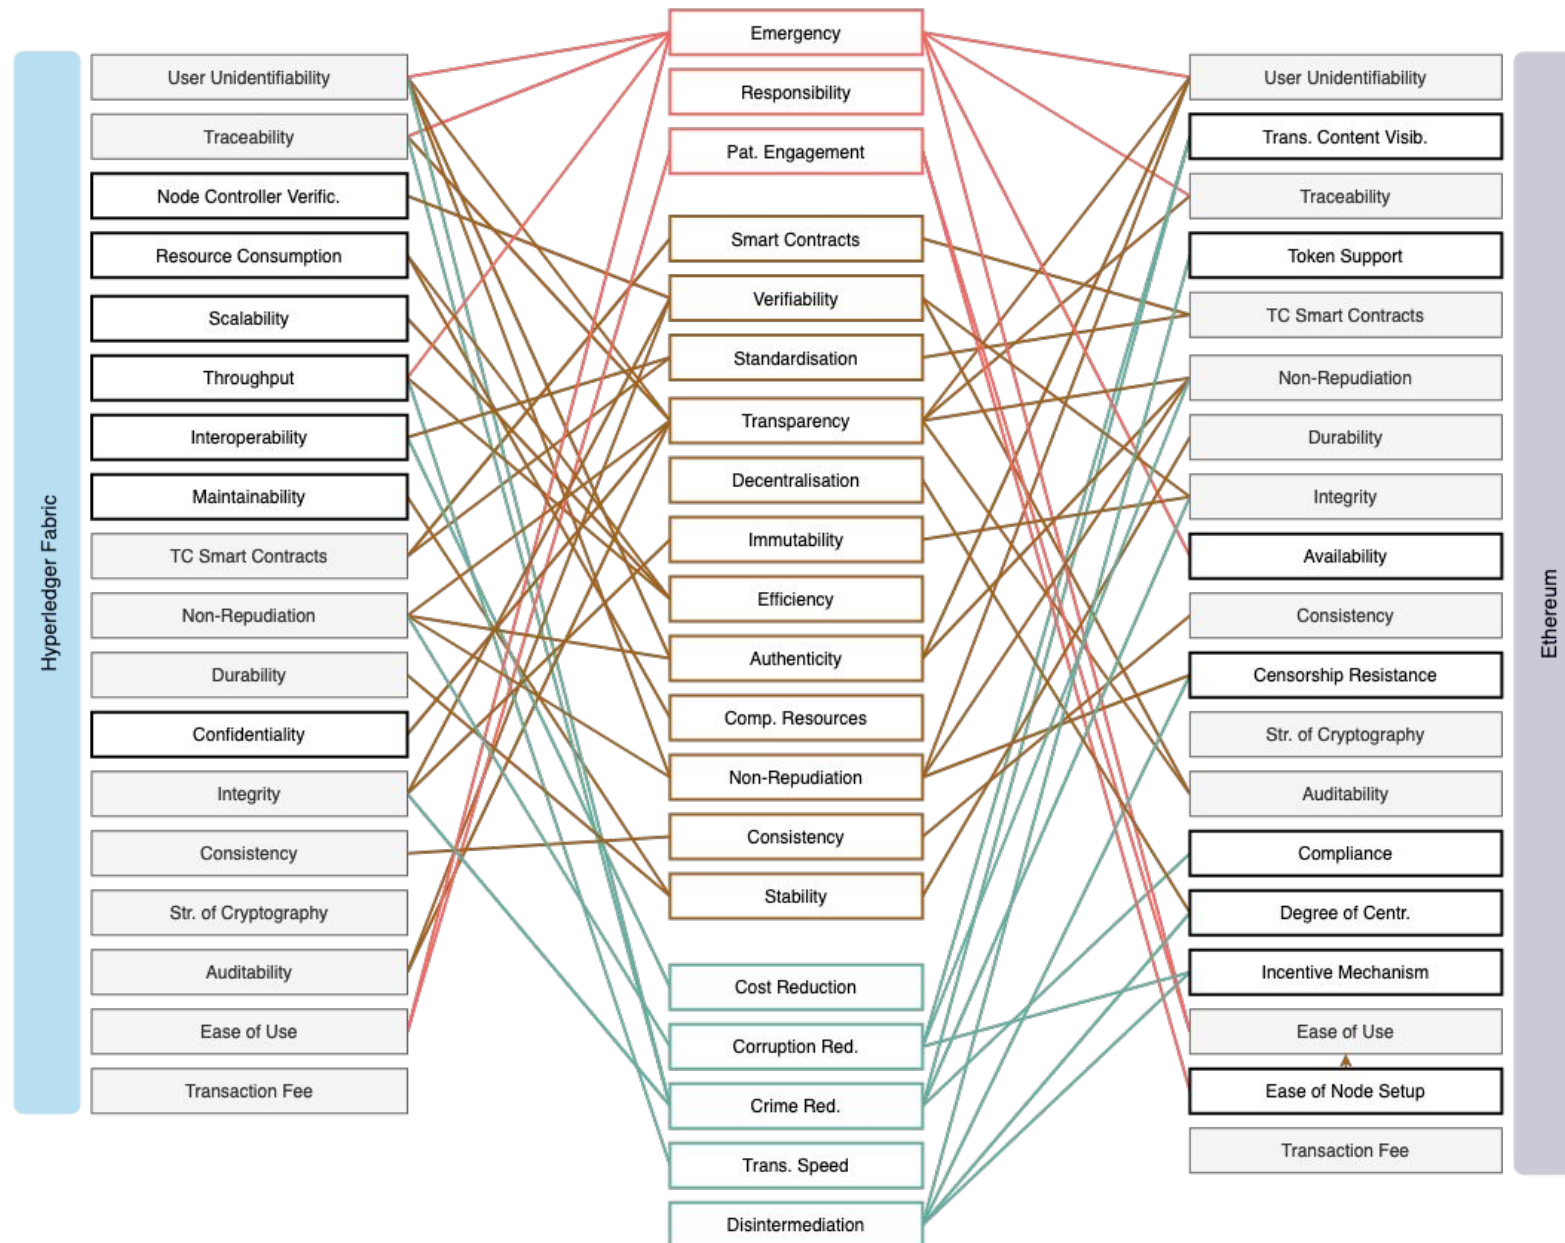 Hyperledger Fabric
User Unidentifiability
Traceability
Node Controller Verific.
Resource Consumption
Scalability
Throughput
Interoperability
Maintainability
TC Smart Contracts
Non-Repudiation
Durability
Confidentiality
Integrity
Consistency
Str. of Cryptography
Auditability
Ease of Use
Transaction Fee
Emergency
Responsibility
Pat. Engagement
Smart Contracts
Verifiability
Standardisation
Transparency
Decentralisation
Immutability
Efficiency
Authenticity
Comp. Resources
Non-Repudiation
Consistency
Stability
Cost Reduction
Corruption Red.
Crime Red.
Trans. Speed
Disintermediation
User Unidentifiability
Trans. Content Visib.
Traceability
Token Support
TC Smart Contracts
Non-Repudiation
Durability
Integrity
Availability
Consistency
Censorship Resistance
Str. of Cryptography
Auditability
Compliance
Degree of Centr.
Incentive Mechanism
Ease of Use
Ease of Node Setup
Transaction Fee
Ethereum